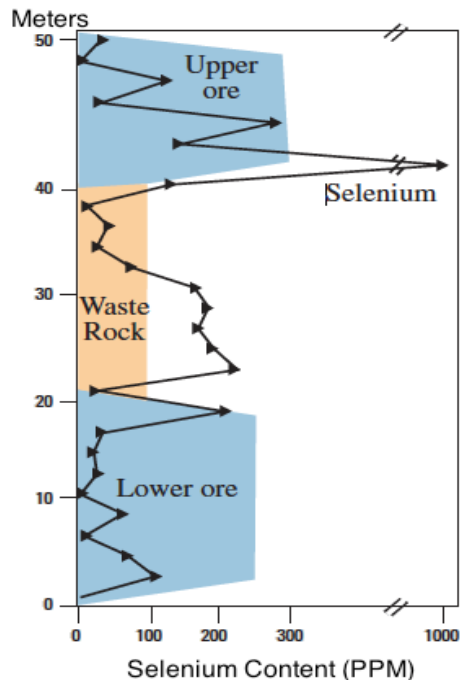 Meters
50
Upper
ore
40
Selenium
30
Waste
Rock
20
10
Lower ore
0
0 100 200 300 1000
Selenium Content (PPM)